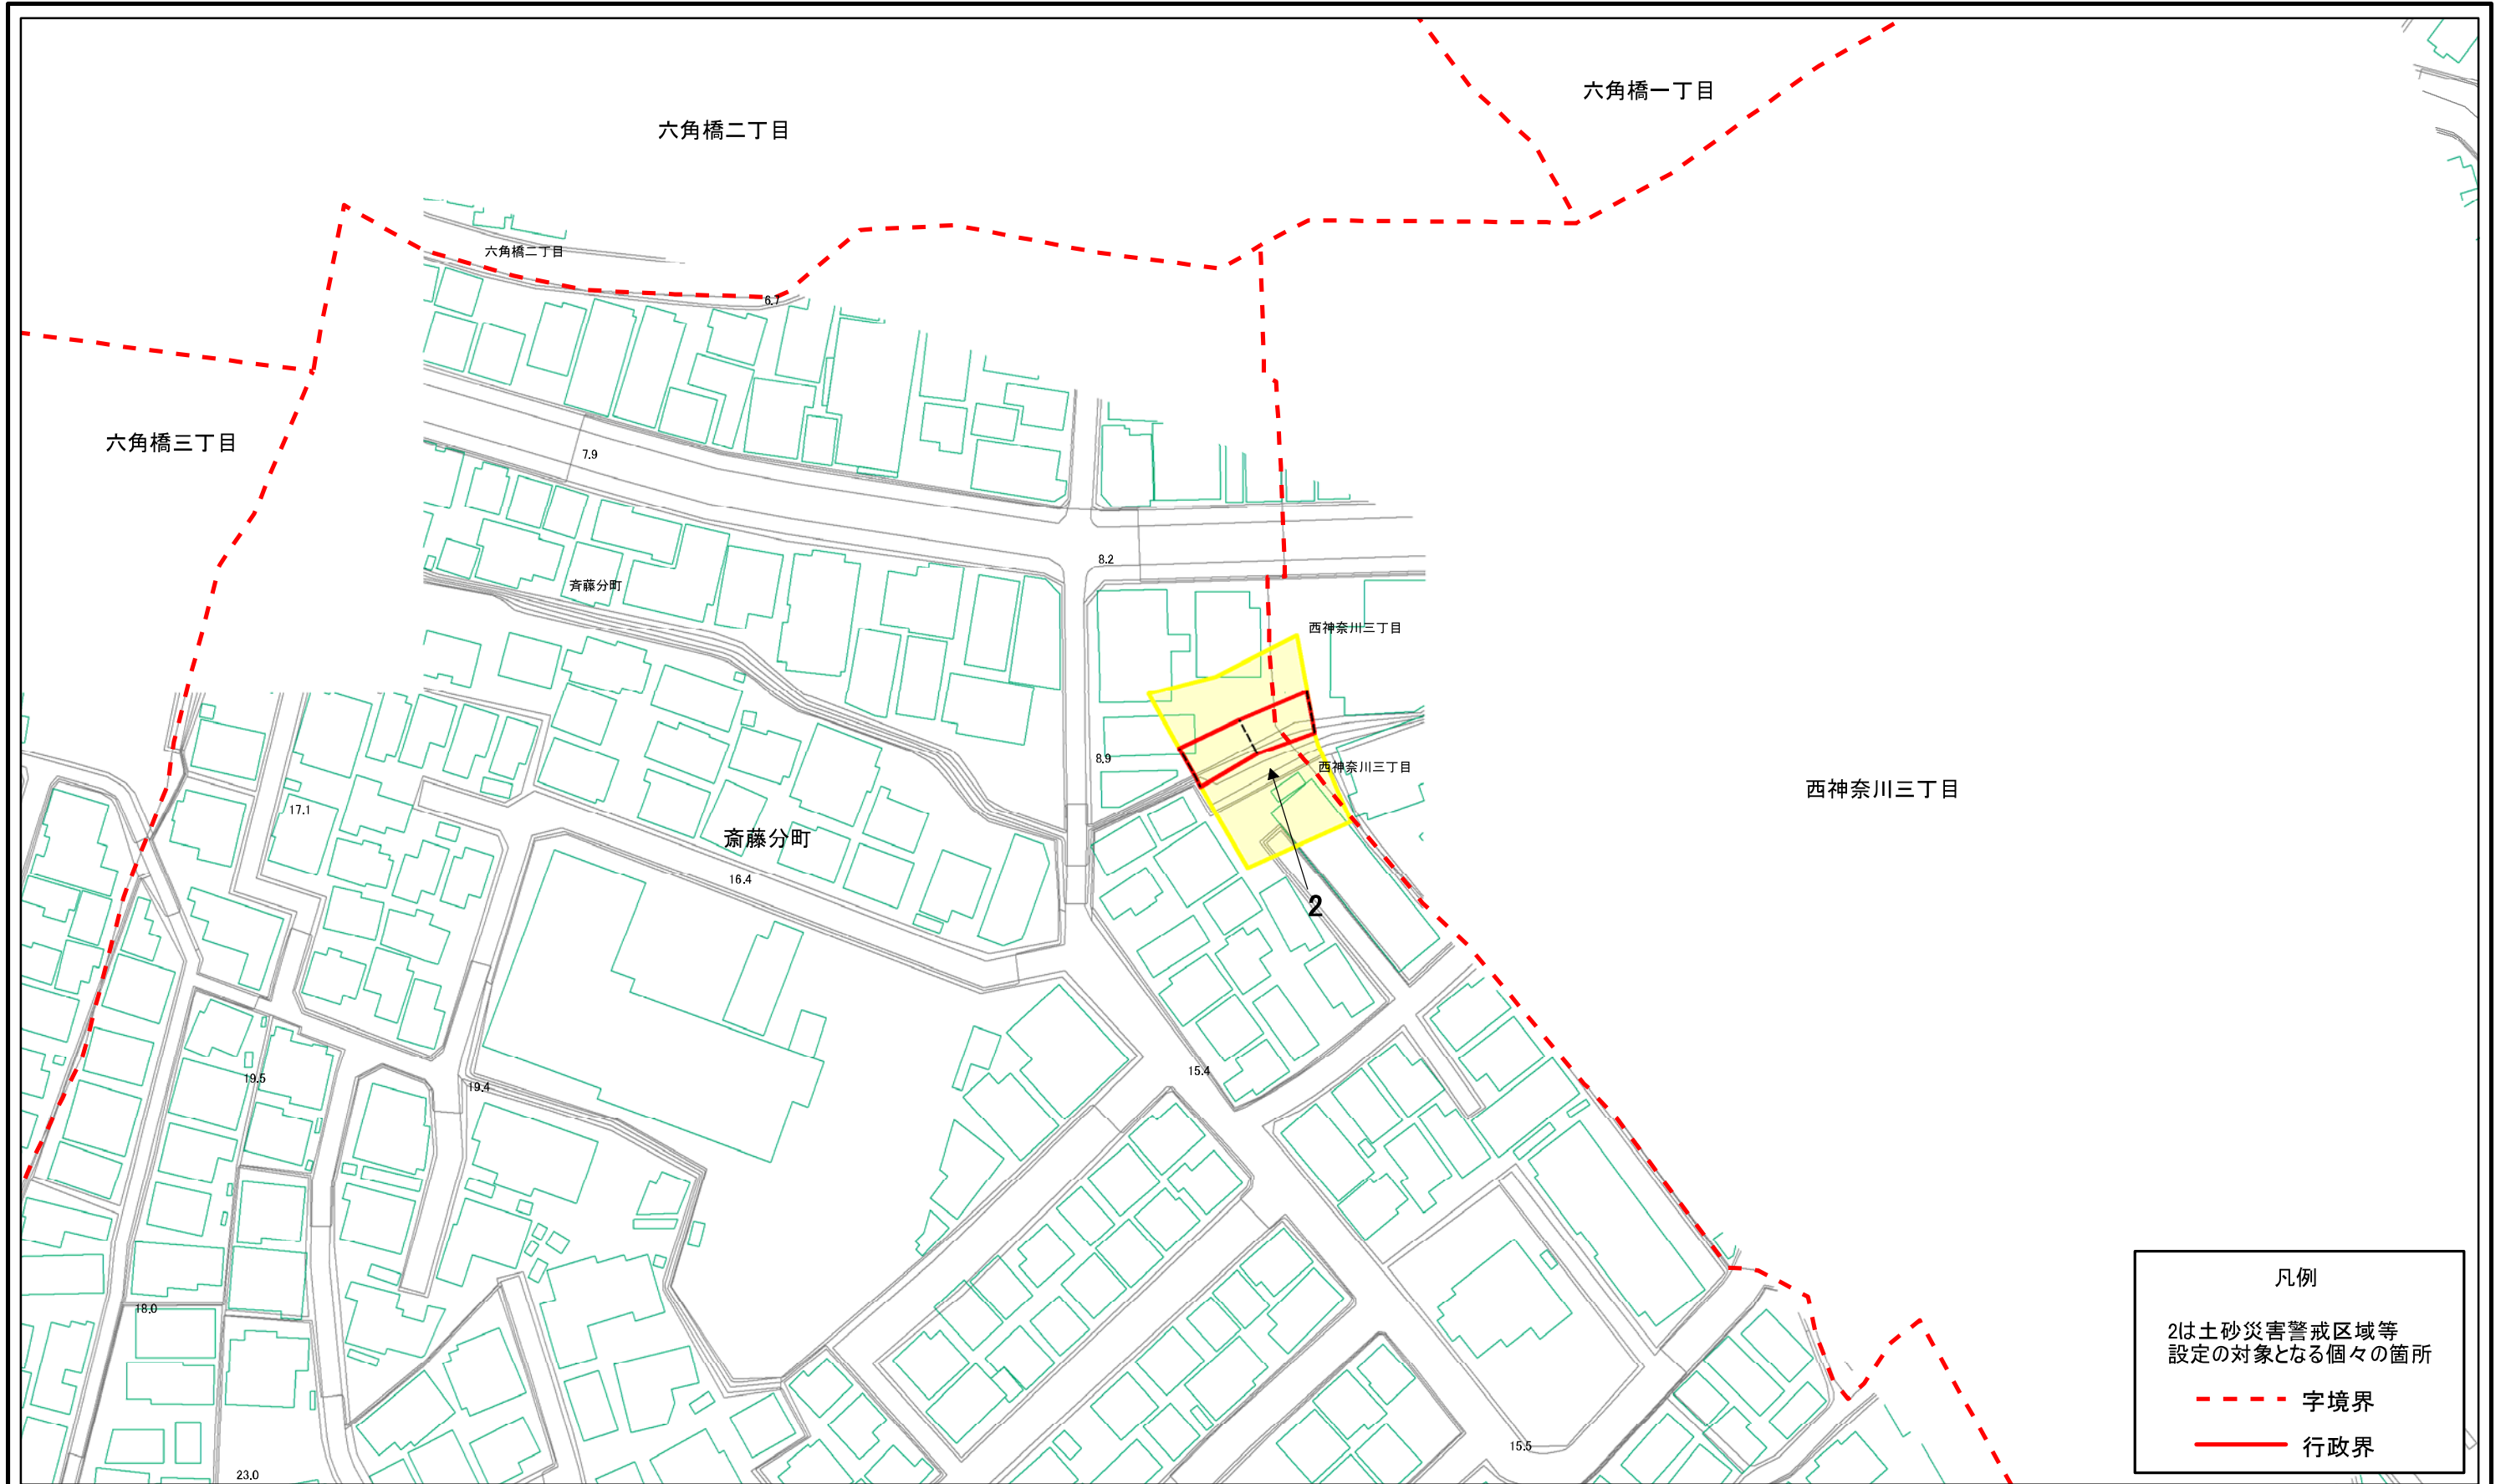 六角橋一丁目
六角橋二丁目
六角橋二丁目
6.7
六角橋三丁目
7.9
8.2
斎藤分町
西神奈川三丁目
8.9
西神奈川三丁目
西神奈川三丁目
17.1
斎藤分町
16.4
2
15.4
19.5
19.4
18.0
15.5
23.0
凡例
2は土砂災害警戒区域等
設定の対象となる個々の箇所
字境界
行政界